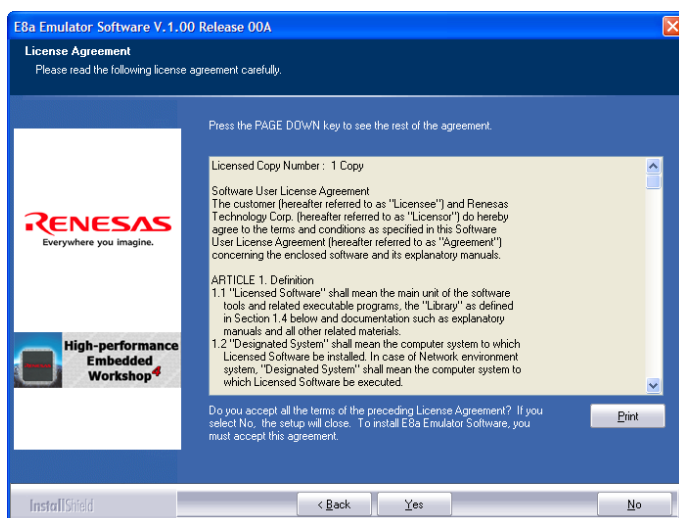 E8a Emulator Software V.1.00 Release 00A
License Agreement
Please read the following license agreement carefully.
Press the PAGE DOWN key to see the rest of the agreement.
Licensed Copy Number : 1 Copy
Software User License Agreement
The customer (hereafter referred to as "Licensee") and Renesas
Technology Corp. (hereafter referred to as "Licensor") do hereby
agree to the terms and conditions as specified in this Software
User License Agreement (hereafter referred to as "Agreement")
concerning the enclosed software and its explanatory manuals.
ARTICLE 1. Definition
1.1 "Licensed Software" shall mean the main unit of the software
tools and related executable programs, the "Library" as defined
in Section 1.4 below and documentation such as explanatory
manuals and all other related materials.
1.2 "Designated System" shall mean the computer system to which
Licensed Software be installed. In case of Network environment
system, "Designated System" shall mean the computer system to
which Licensed Software be executed.
RENESAS
Everywhere you imagine.
High-performance
Embedded
Workshop 4
Do you accept all the terms of the preceding License Agreement? If you
select No, the setup will close. To install E8a Emulator Software, you
must accept this agreement.
Print
InstallShield
< Back
Yes
No